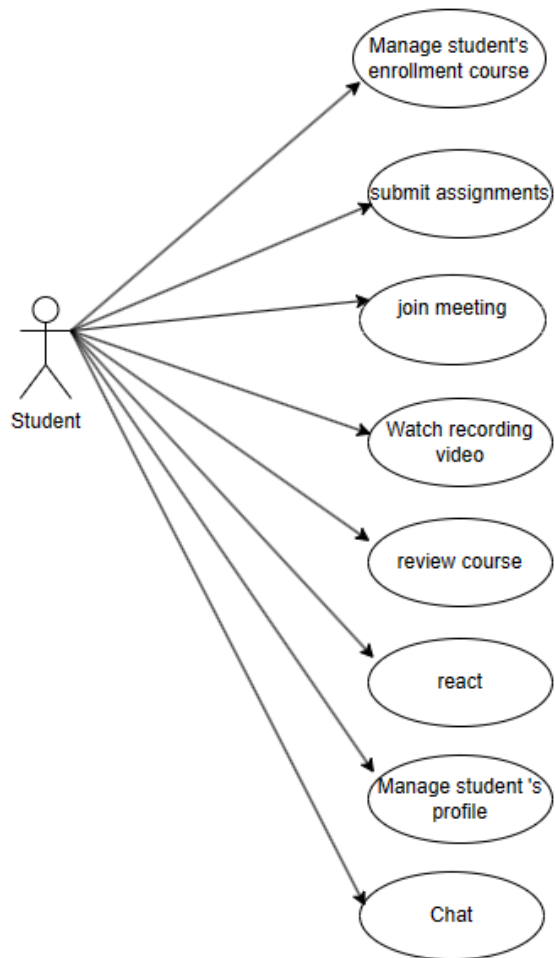 Manage student's
enrollment course
submit assignments
join meeting
Student
Watch recording
video
review course
react
Manage student 's
profile
Chat